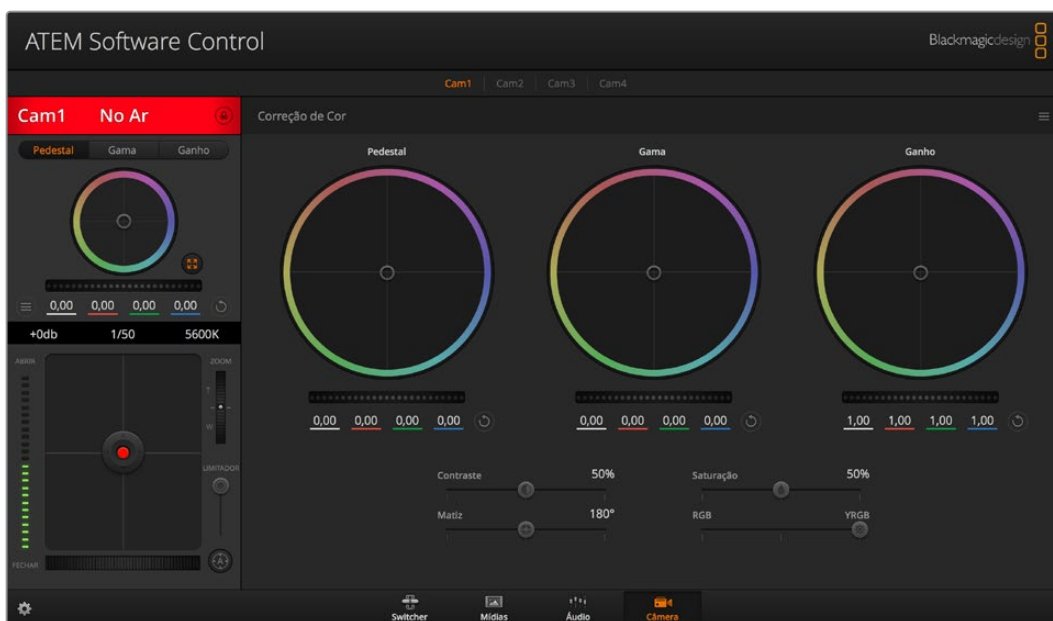 ATEM Software Control
Blackmagicdesign
Cam1 Cam2 Cam3 Cam4
Cam1 No Ar
Correção de Cor
Pedestal Gama Ganho
Pedestal
Gama
Ganho
0,00 0,00 0,00 0,00
+0db 1/50 5600K
ABRIR
ZOOM
T
W
LIMITADOR
A
FECHAR
0,00 0,00 0,00 0,00
0,00 0,00 0,00 0,00
1,00 1,00 1,00 1,00
Contraste 50%
Saturação 50%
Matiz 180°
RGB YRGB
Switcher Mídias Áudio Câmera